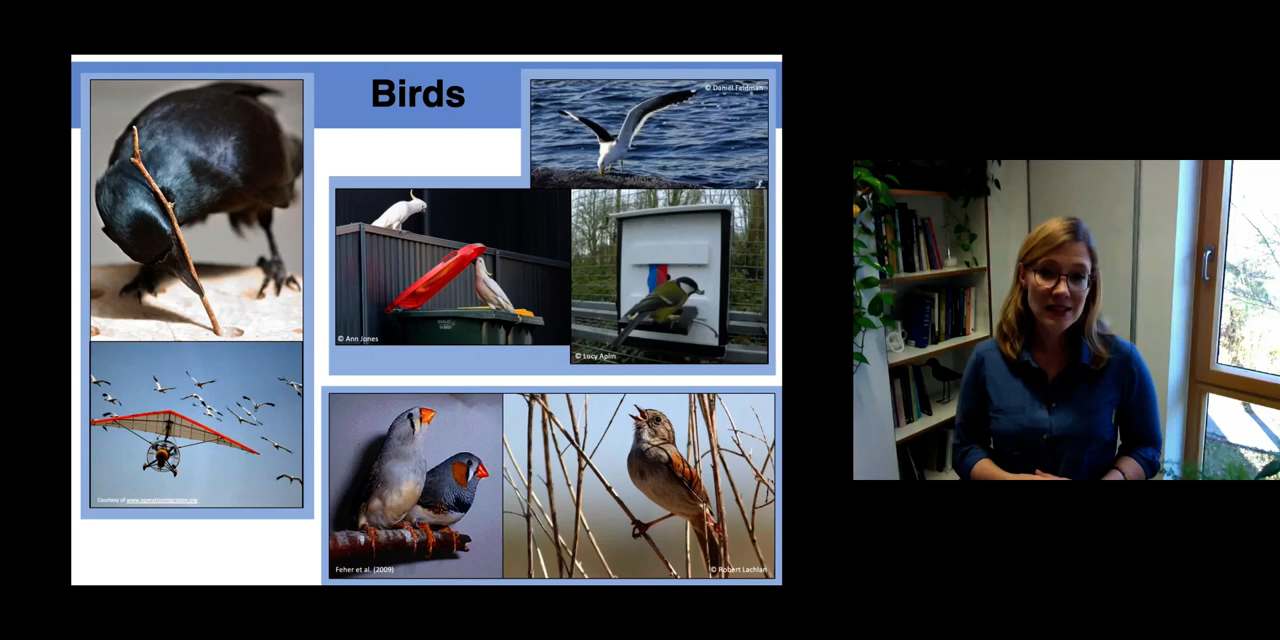 Birds
© Daniel Feldman
© Ann Jones
© Lucy Aplin
Courtesy of www.operationmigration.org.
Feher et al. (2009)
© Robert Lachlan